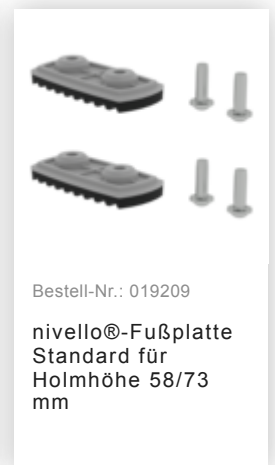 Bestell-Nr.: 019209
nivello®-Fußplatte
Standard für
Holmhöhe 58/73
mm